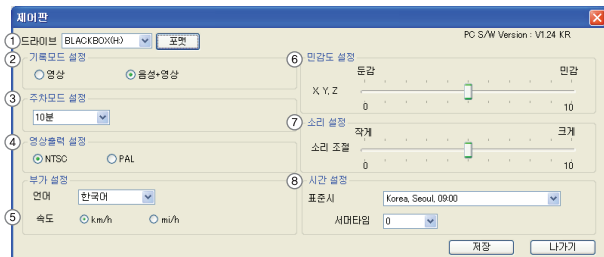 제어판
① 드라이브 BLACKBOX(H:) 포맷
PC S/W Version : V1.24 KR
② 기록모드 설정
영상 음성+영상
③ 주차모드 설정
10분
④ 영상출력 설정
NTSC PAL
부가 설정
언어 한국어
⑤ 속도 km/h mi/h
⑥ 민감도 설정
둔감 민감
X, Y, Z
0 10
⑦ 소리 설정
작게 크게
소리 조절
0 10
⑧ 시간 설정
표준시 Korea, Seoul, 09:00
서머타임 0
저장 나가기